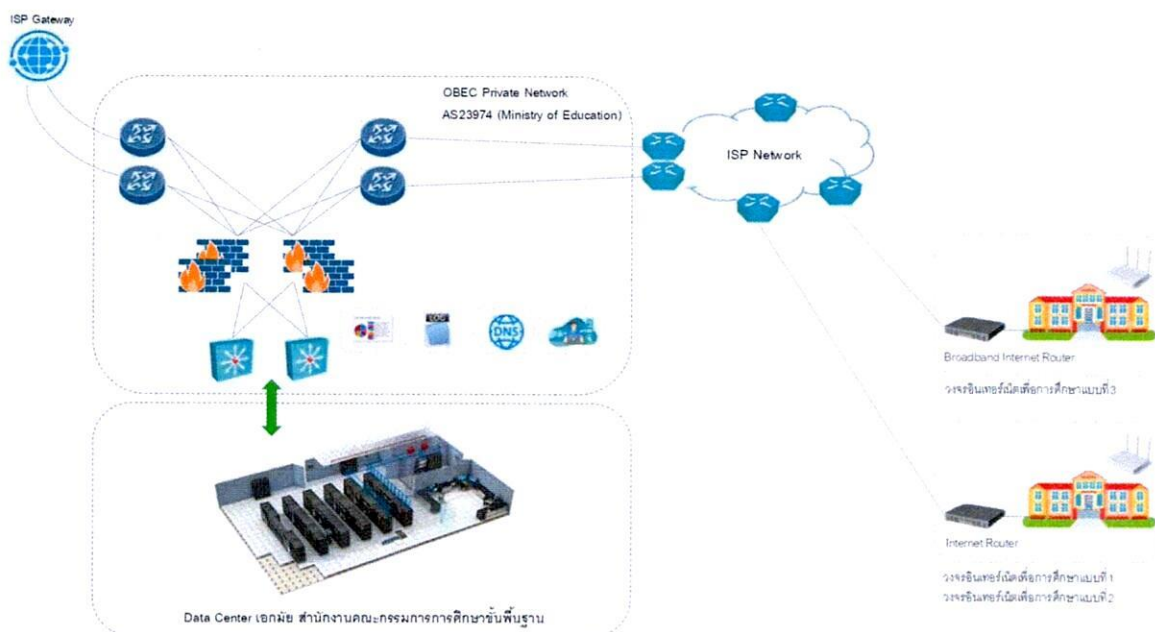 ISP Gateway
OBEC Private Network
AS23974 (Ministry of Education)
ISP Network
LOG
DNS
Broadband Internet Router
วงจรอินเทอร์เน็ตเพื่อการศึกษาแบบที่ 3
Internet Router
วงจรอินเทอร์เน็ตเพื่อการศึกษาแบบที่ 1
วงจรอินเทอร์เน็ตเพื่อการศึกษาแบบที่ 2
Data Center เอกมัย สำนักงานคณะกรรมการการศึกษาขั้นพื้นฐาน